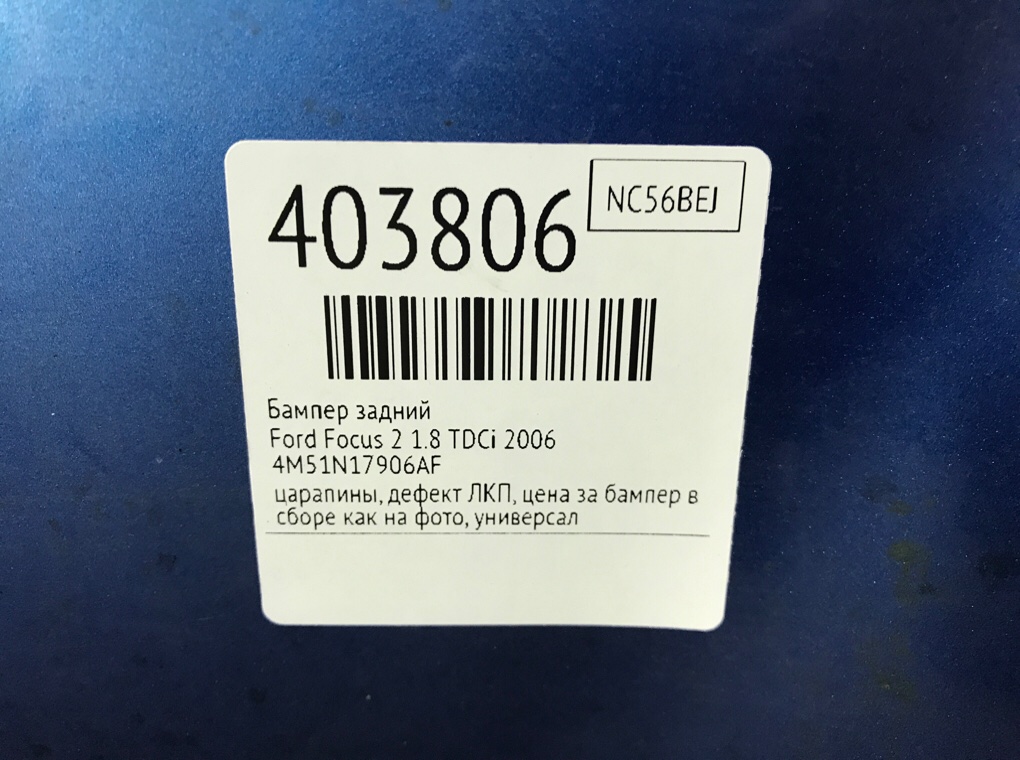 403806
NC56BEJ
Бампер задний
Ford Focus 2 1.8 TDCi 2006
4M51N17906AF
царапины, дефект ЛКП, цена за бампер в
сборе как на фото, универсал